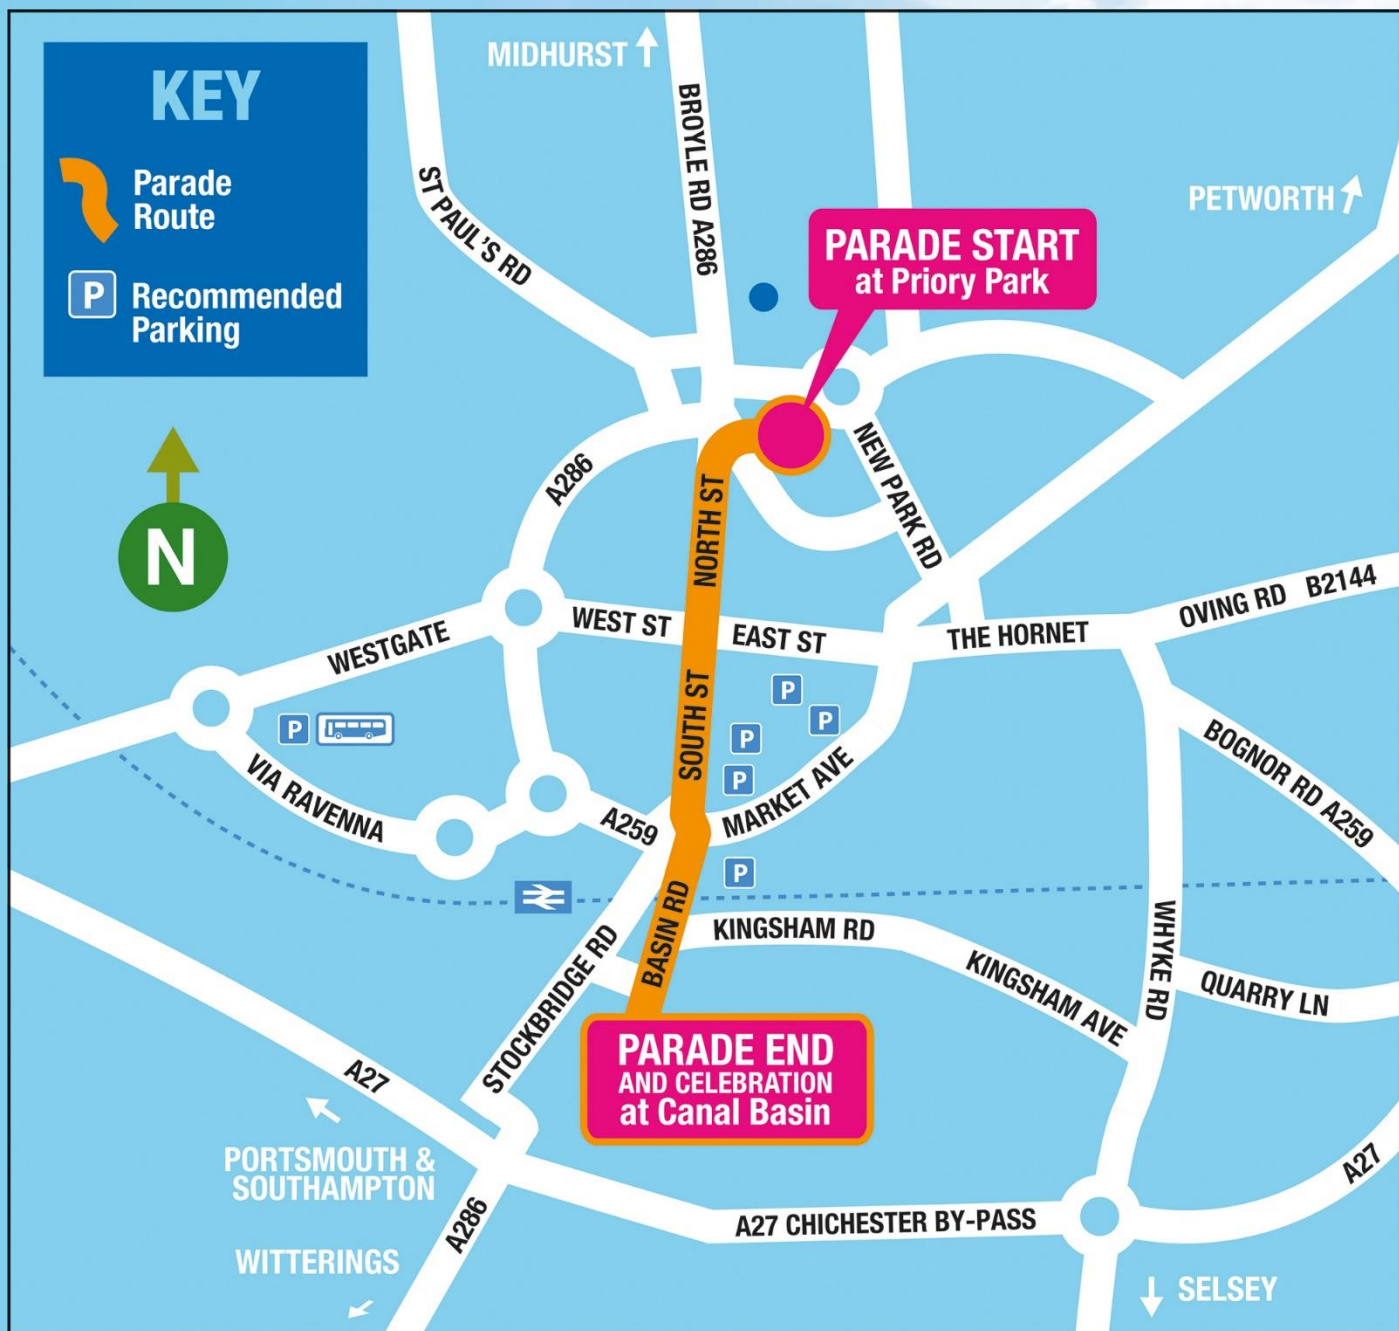 KEY
Parade
Route
P
Recommended
Parking
N
MIDHURST
BROYLE RD A286
ST PAUL'S RD
PETWORTH
PARADE START
at Priory Park
A286
NORTH ST
NEW PARK RD
WESTGATE
WEST ST
EAST ST
THE HORNET
OVING RD B2144
P
P
P
P
P
SOUTH ST
VIA RAVENNA
A259
MARKET AVE
BOGNOR RD A259
P
BASIN RD
KINGSHAM RD
STOCKBRIDGE RD
KINGSHAM AVE
WHYKE RD
QUARRY LN
PARADE END
AND CELEBRATION
at Canal Basin
A27
PORTSMOUTH &
SOUTHAMPTON
A286
A27 CHICHESTER BY-PASS
A27
WITTERINGS
SELSEY